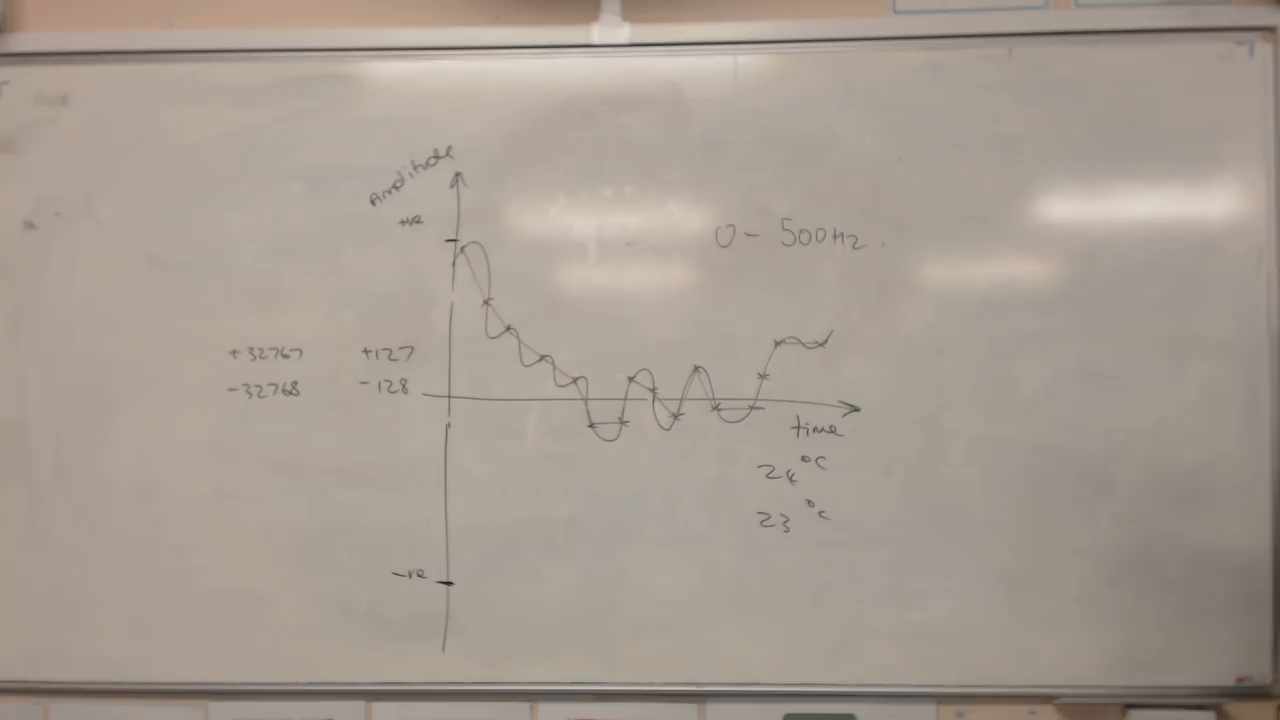 Amplitude
+ve
0 - 500Hz.
+32767 +127
-32768 -128
time
24°C
23°C
-ve